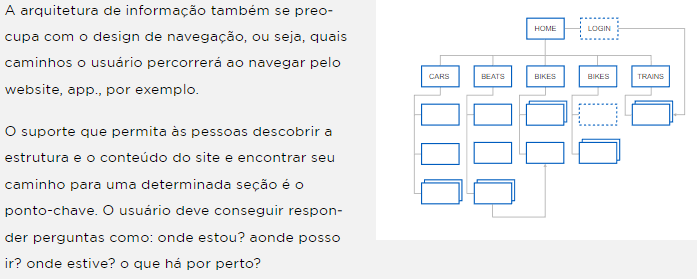 A arquitetura de informação também se preo-
cupa com o design de navegação, ou seja, quais
caminhos o usuário percorrerá ao navegar pelo
website, app., por exemplo.
O suporte que permita às pessoas descobrir a
estrutura e o conteúdo do site e encontrar seu
caminho para uma determinada seção é o
ponto-chave. O usuário deve conseguir respon-
der perguntas como: onde estou? aonde posso
ir? onde estive? o que há por perto?
HOME LOGIN
CARS BEATS BIKES BIKES TRAINS